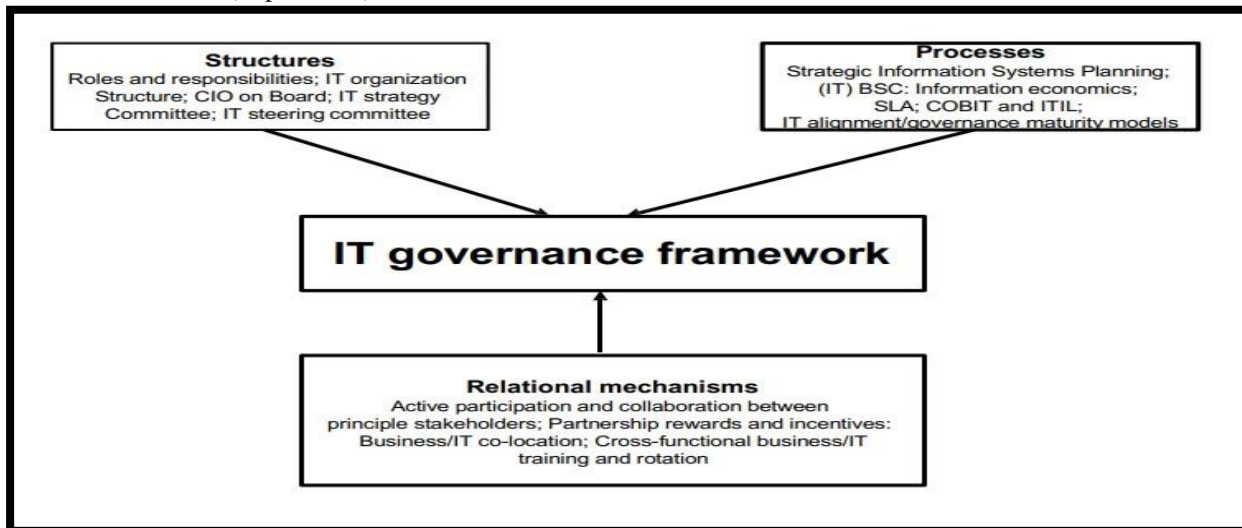 Structures
Roles and responsibilities; IT organization
Structure; CIO on Board; IT strategy
Committee; IT steering committee
Processes
Strategic Information Systems Planning;
(IT) BSC: Information economics;
SLA; COBIT and ITIL;
IT alignment/governance maturity models
IT governance framework
Relational mechanisms
Active participation and collaboration between
principle stakeholders; Partnership rewards and incentives:
Business/IT co-location; Cross-functional business/IT
training and rotation